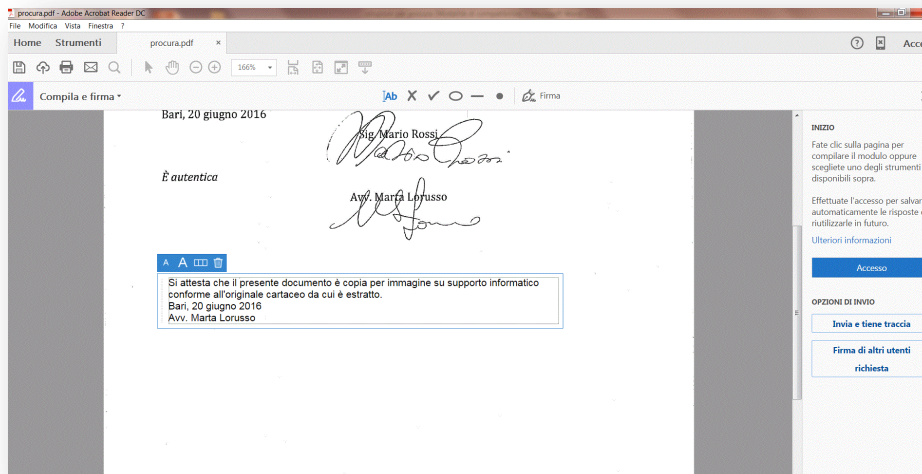 procura.pdf - Adobe Acrobat Reader DC
File Modifica Vista Finestra ?
Home Strumenti procura.pdf × ? Acce
166%
Compila e firma Ab Firma
Bari, 20 giugno 2016
Sig. Mario Rossi
Mario Rossi
È autentica
Avv. Marta Lorusso
A A
Si attesta che il presente documento è copia per immagine su supporto informatico
conforme all'originale cartaceo da cui è estratto.
Bari, 20 giugno 2016
Avv. Marta Lorusso
INIZIO
Fate clic sulla pagina per
compilare il modulo oppure
scegliete uno degli strumenti
disponibili sopra.
Effettuate l'accesso per salvar
automaticamente le risposte
riutilizzarle in futuro.
Ulteriori informazioni
Accesso
OPZIONI DI INVIO
Invia e tiene traccia
Firma di altri utenti
richiesta